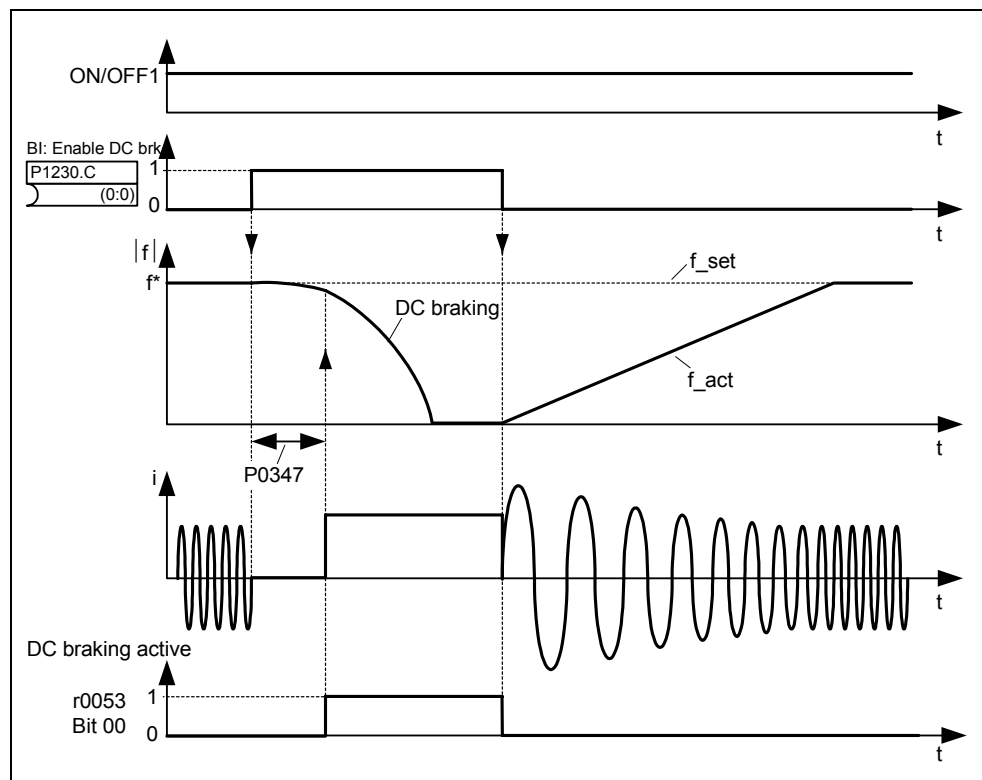 ON/OFF1
t
BI: Enable DC brk
P1230.C
(0:0)
1
0
t
|f|
f*
f_set
DC braking
f_act
t
P0347
i
t
DC braking active
r0053
Bit 00
1
0
t